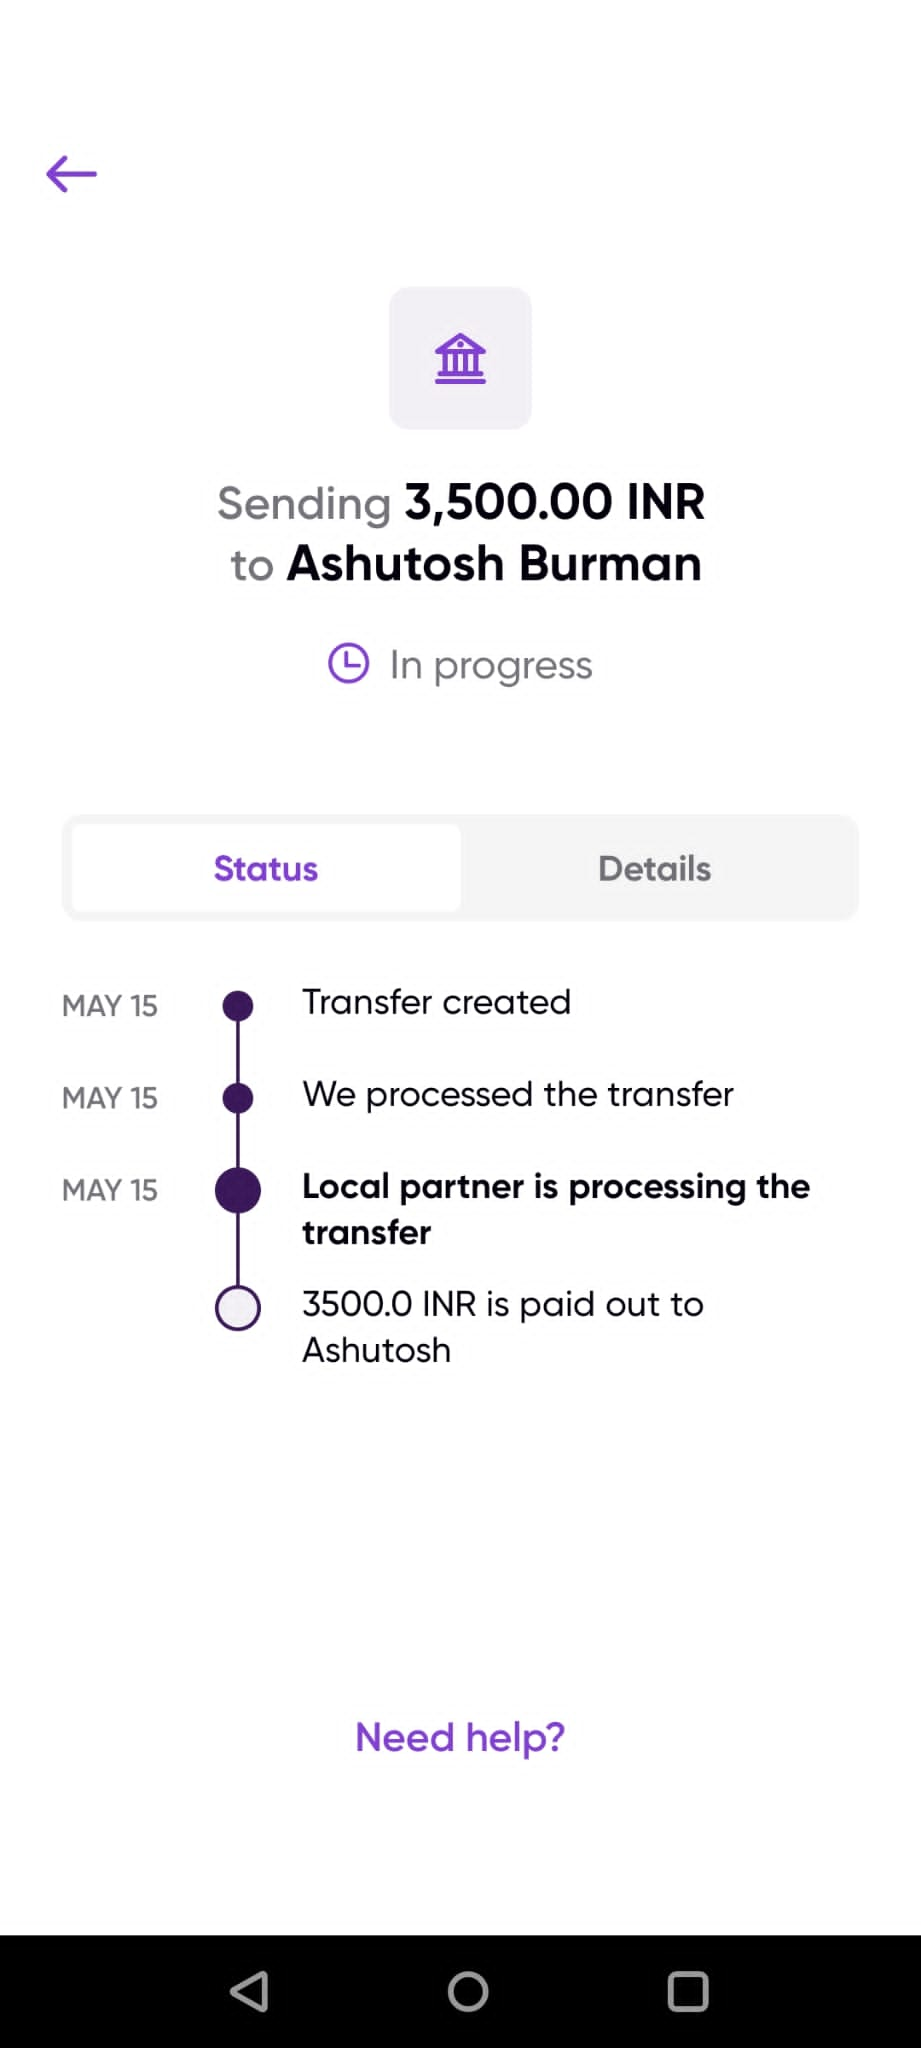 Sending 3,500.00 INR
to Ashutosh Burman
In progress
Status Details
MAY 15 Transfer created
MAY 15 We processed the transfer
MAY 15 Local partner is processing the
transfer
3500.0 INR is paid out to
Ashutosh
Need help?